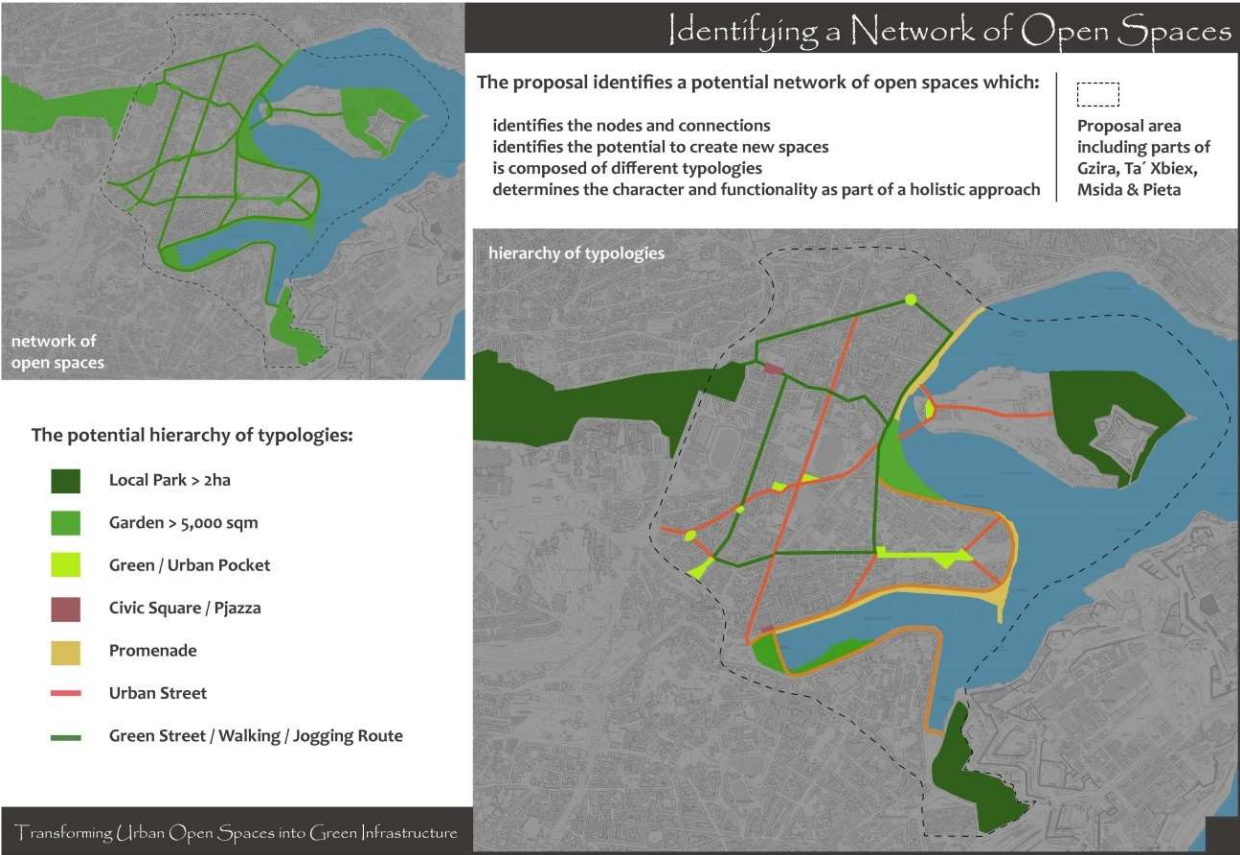 Identifying a Network of Open Spaces
The proposal identifies a potential network of open spaces which:
identifies the nodes and connections
identifies the potential to create new spaces
is composed of different typologies
determines the character and functionality as part of a holistic approach
Proposal area
including parts of
Gzira, Ta´ Xbiex,
Msida & Pieta
network of
open spaces
hierarchy of typologies
The potential hierarchy of typologies:
Local Park > 2ha
Garden > 5,000 sqm
Green / Urban Pocket
Civic Square / Pjazza
Promenade
Urban Street
Green Street / Walking / Jogging Route
Transforming Urban Open Spaces into Green Infrastructure